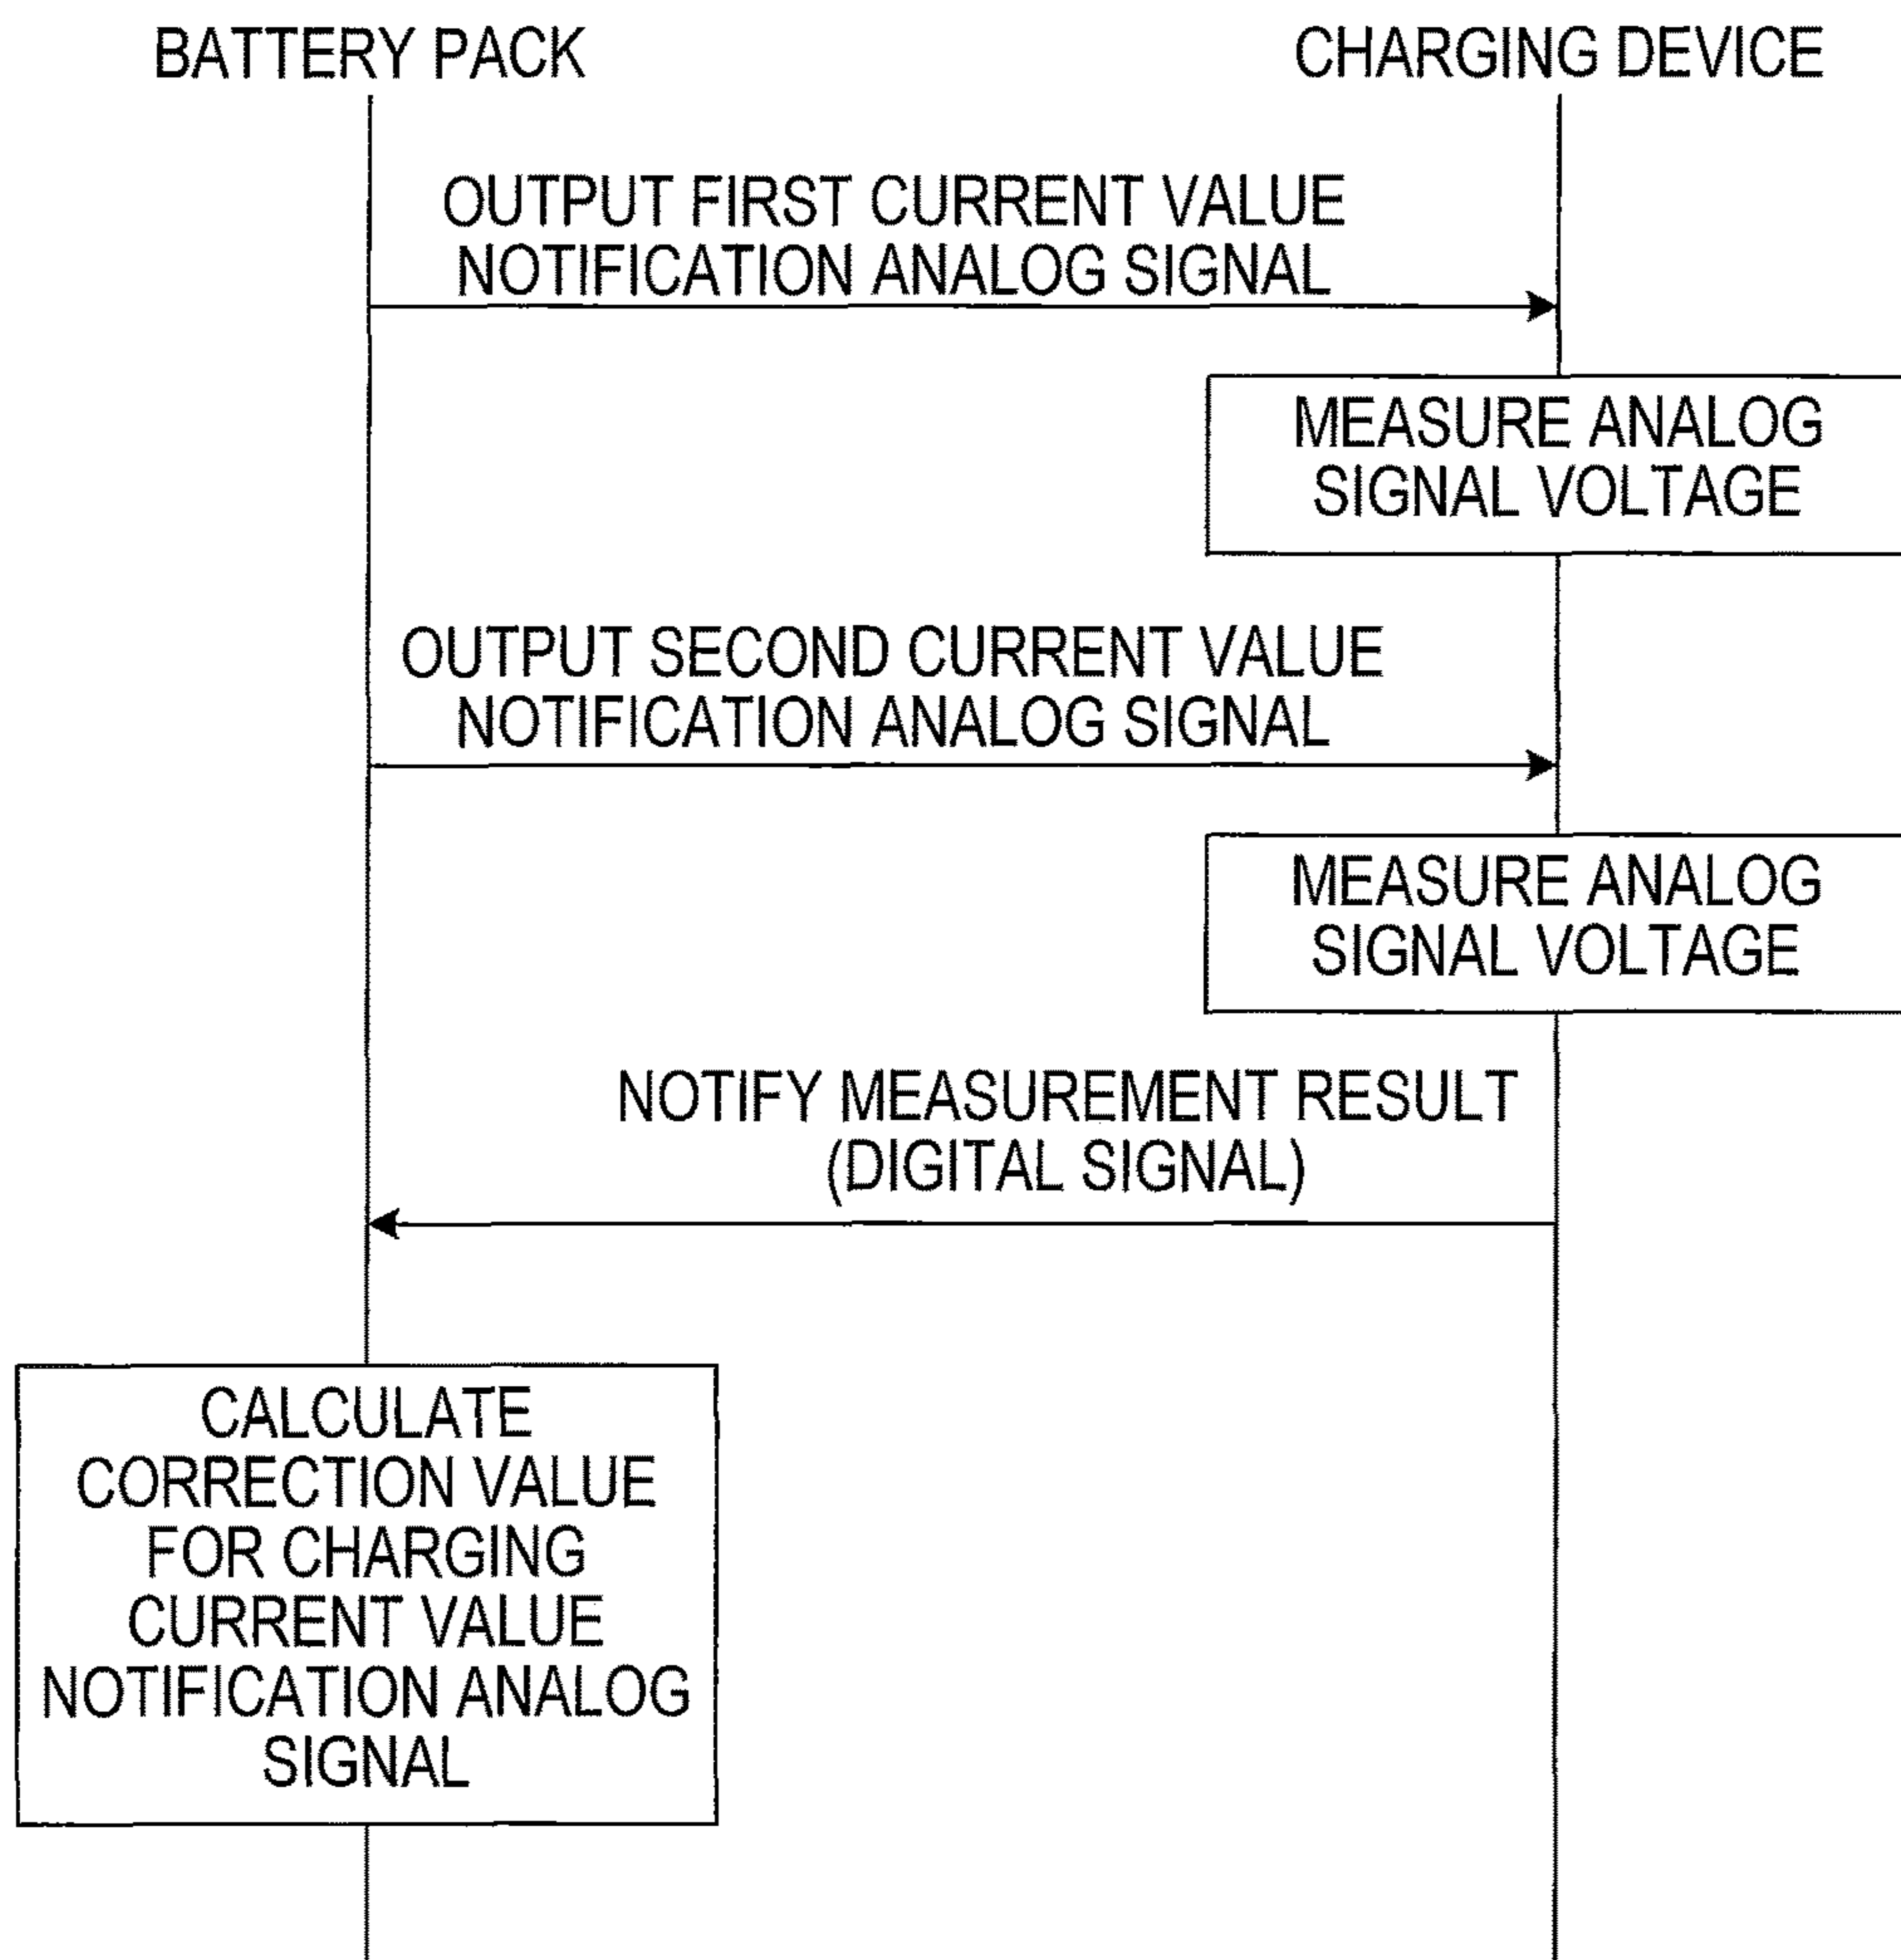 BATTERY PACK
CHARGING DEVICE
OUTPUT FIRST CURRENT VALUE
NOTIFICATION ANALOG SIGNAL
MEASURE ANALOG
SIGNAL VOLTAGE
OUTPUT SECOND CURRENT VALUE
NOTIFICATION ANALOG SIGNAL
MEASURE ANALOG
SIGNAL VOLTAGE
NOTIFY MEASUREMENT RESULT
(DIGITAL SIGNAL)
CALCULATE
CORRECTION VALUE
FOR CHARGING
CURRENT VALUE
NOTIFICATION ANALOG
SIGNAL